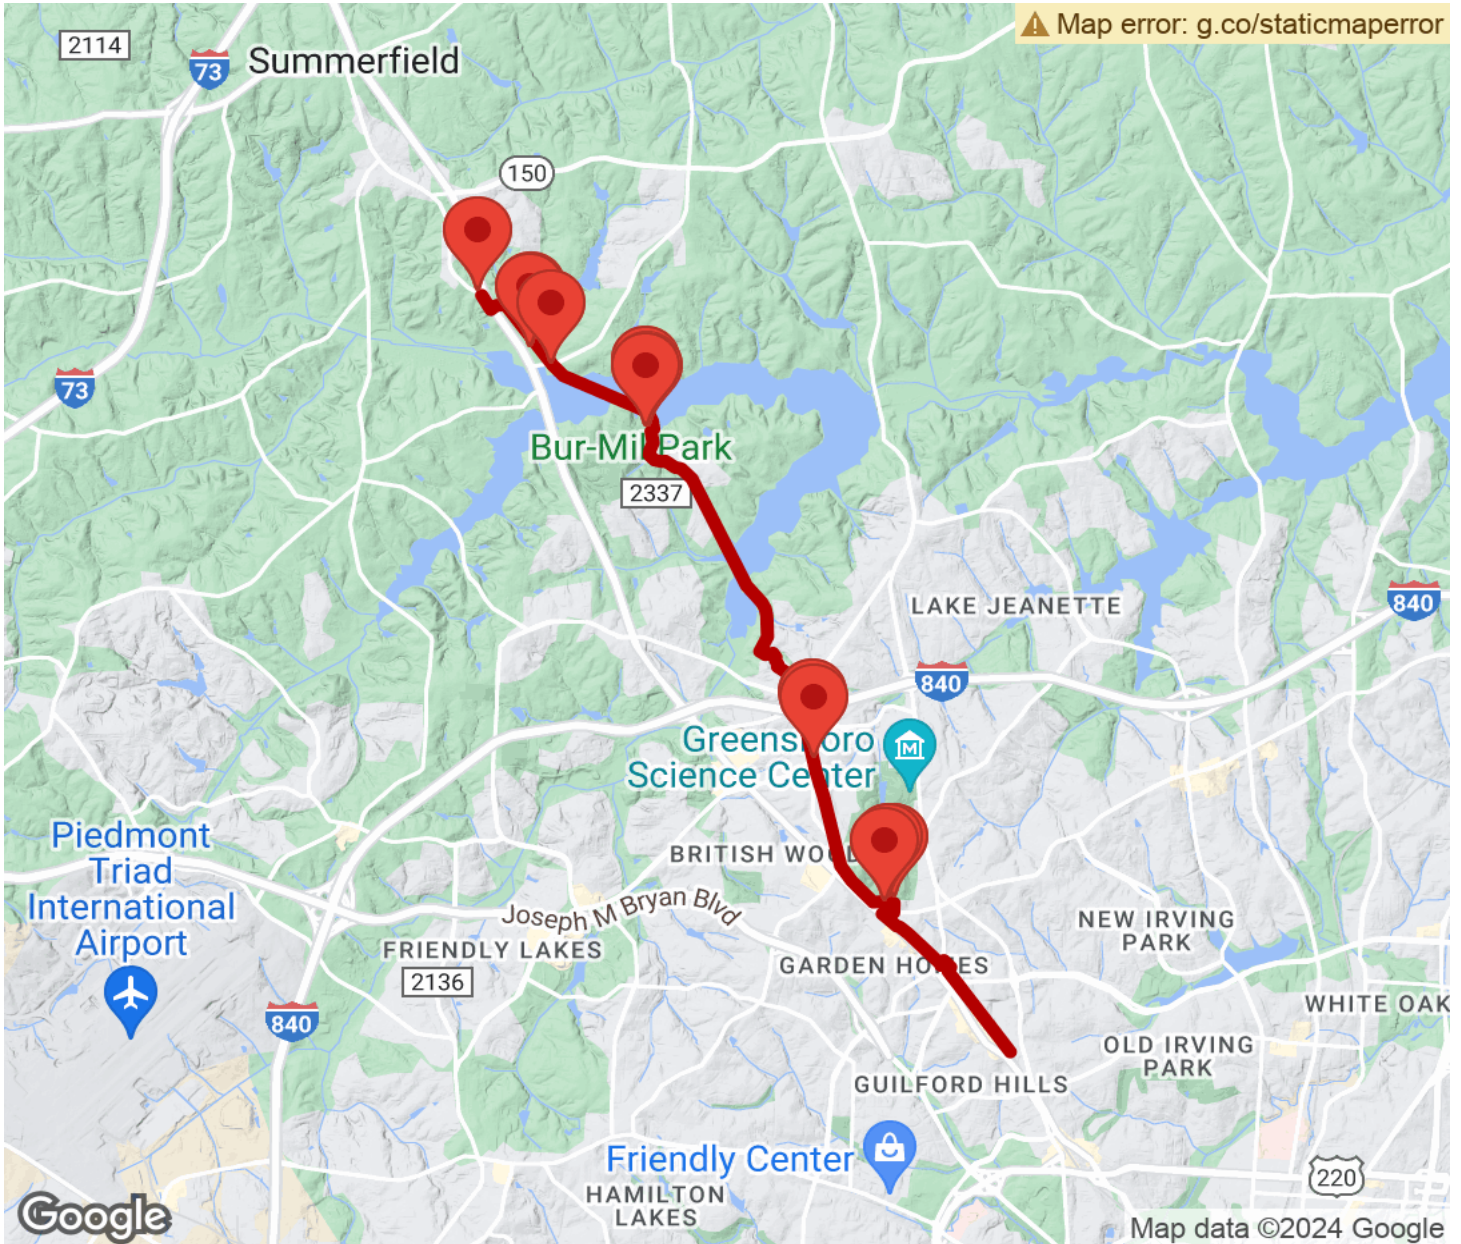 Map error: g.co/staticmaperror
2114
73
Summerfield
150
73
Bur-Mil Park
2337
LAKE JEANETTE
840
840
Greensboro
Science Center
Piedmont
Triad
International
Airport
BRITISH WOOD
Joseph M Bryan Blvd
NEW IRVING
PARK
FRIENDLY LAKES
GARDEN HOMES
2136
840
WHITE OAK
OLD IRVING
PARK
GUILFORD HILLS
Friendly Center
220
HAMILTON
LAKES
Google
Map data ©2024 Google